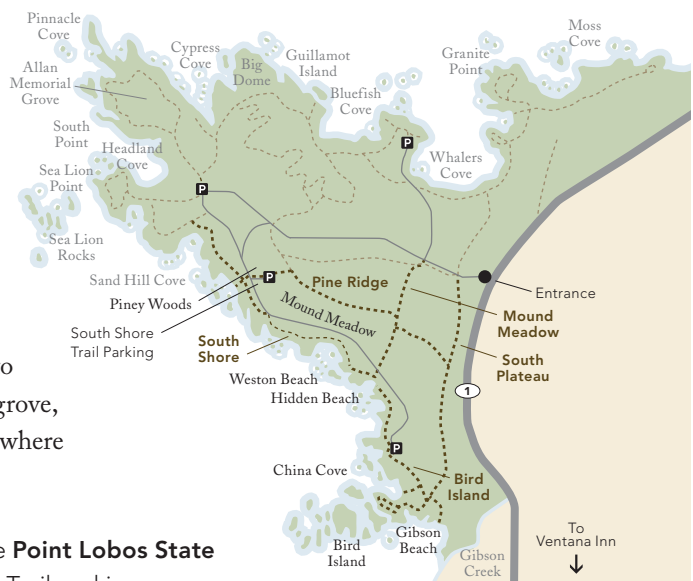 Pinnacle
Cove
Cypress
Cove
Big
Dome
Guillamot
Island
Bluefish
Cove
Granite
Point
Moss
Cove
Allan
Memorial
Grove
South
Point
Headland
Cove
Sea Lion
Point
Sea Lion
Rocks
P
P
Whalers
Cove
Sand Hill Cove
Piney Woods
South Shore
Trail Parking
P
Pine Ridge
Mound Meadow
Entrance
Mound
Meadow
South
Plateau
South
Shore
Weston Beach
Hidden Beach
1
P
China Cove
Bird
Island
Bird
Island
Gibson
Beach
Gibson
Creek
To
Ventana Inn
o
grove,
where
e Point Lobos State